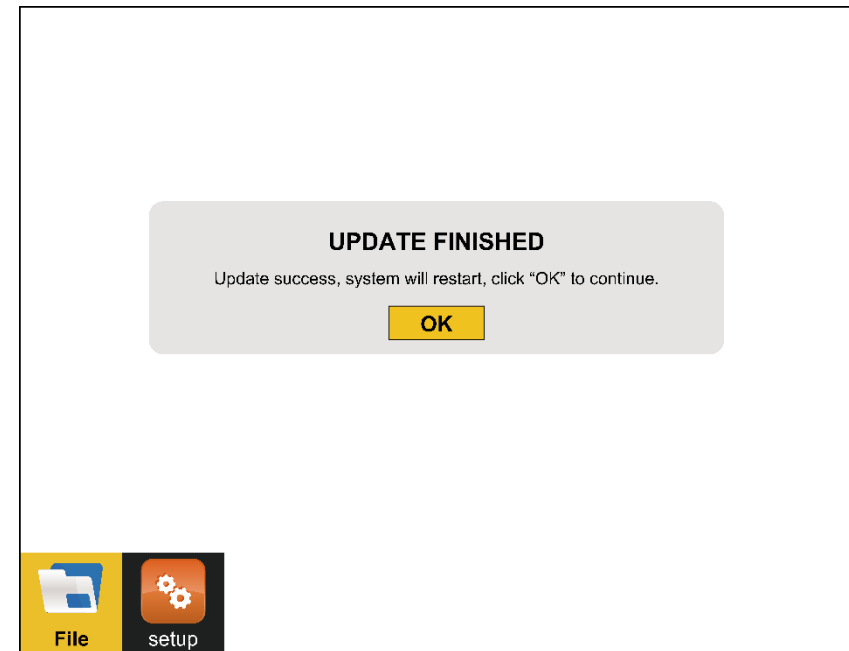 UPDATE FINISHED
Update success, system will restart, click “OK” to continue.
OK
File
setup